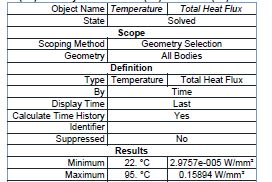 Object Name Temperature Total Heat Flux
State Solved
Scope
Scoping Method Geometry Selection
Geometry All Bodies
Definition
Type Temperature Total Heat Flux
By Time
Display Time Last
Calculate Time History Yes
Identifier
Suppressed No
Results
Minimum 22. °C 2.9757e-005 W/mm²
Maximum 95. °C 0.15894 W/mm²